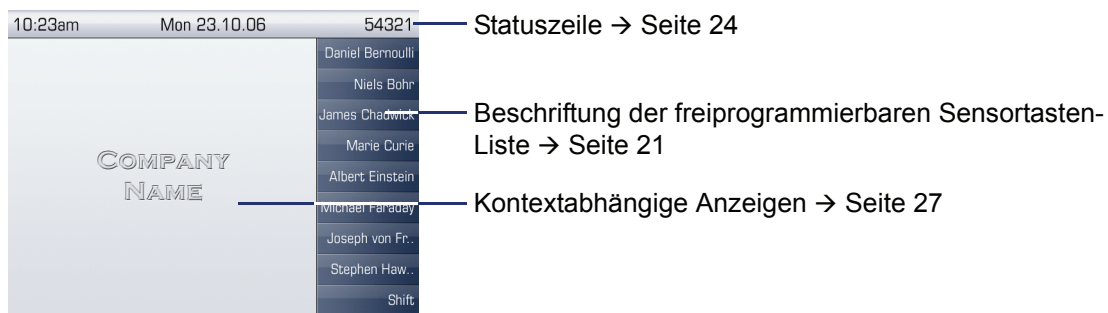 10:23am Mon 23.10.06 54321
Statuszeile → Seite 24
Daniel Bernoulli
Niels Bohr
James Chadwick
Marie Curie
Albert Einstein
Michael Faraday
Joseph von Fr..
Stephen Haw..
Shift
COMPANY
NAME
Beschriftung der freiprogrammierbaren Sensortasten-
Liste → Seite 21
Kontextabhängige Anzeigen → Seite 27